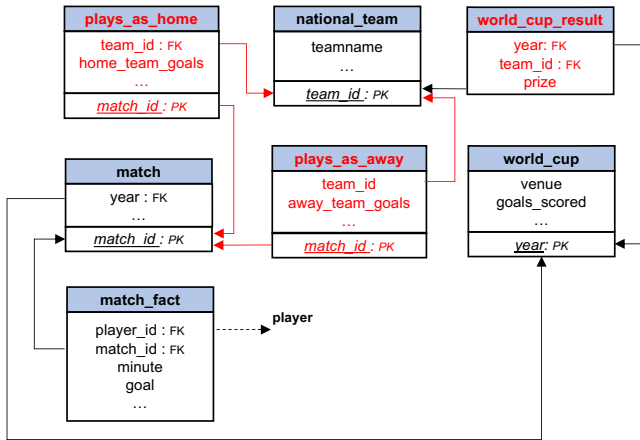 plays_as_home
team_id : FK
home_team_goals
...
match_id : PK
national_team
teamname
...
team_id : PK
world_cup_result
year: FK
team_id : FK
prize
match
year : FK
...
match_id : PK
plays_as_away
team_id
away_team_goals
...
match_id : PK
world_cup
venue
goals_scored
...
year: PK
match_fact
player_id : FK
match_id : FK
minute
goal
...
player